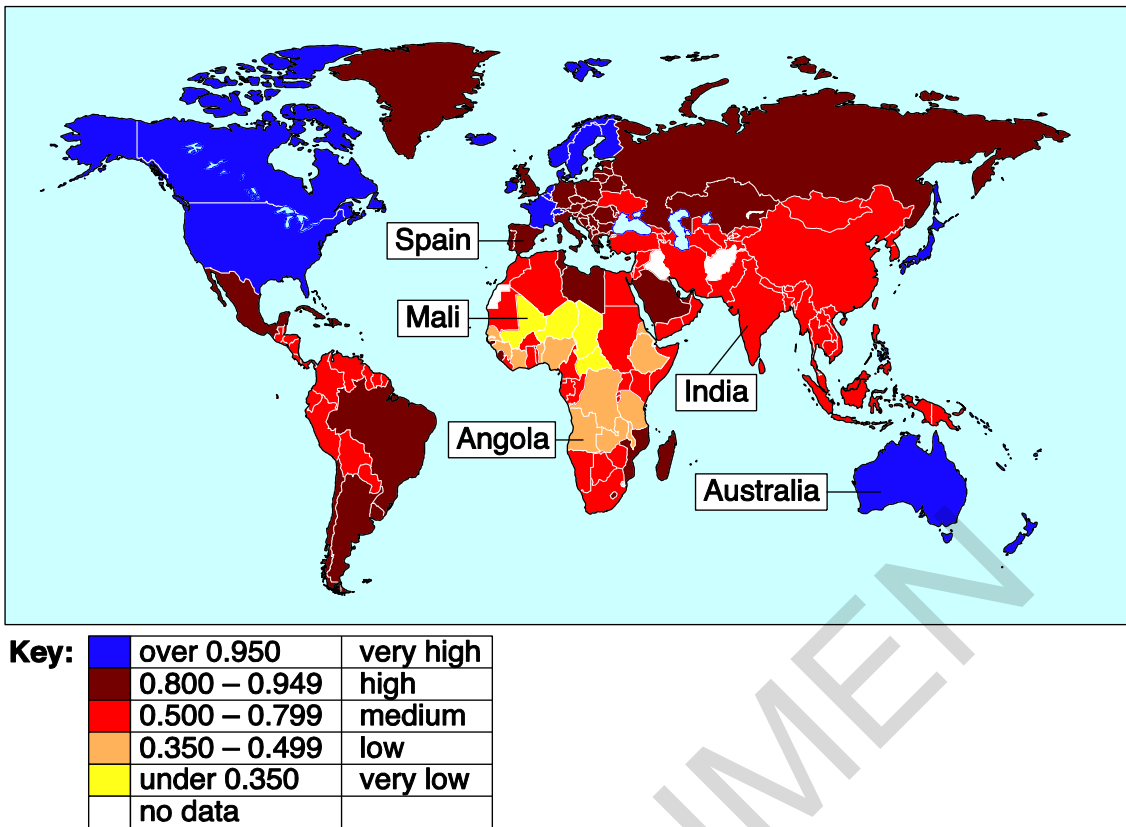 Spain
Mali
India
Angola
Australia
Key:
over 0.950 very high
0.800 – 0.949 high
0.500 – 0.799 medium
0.350 – 0.499 low
under 0.350 very low
no data
IMEN